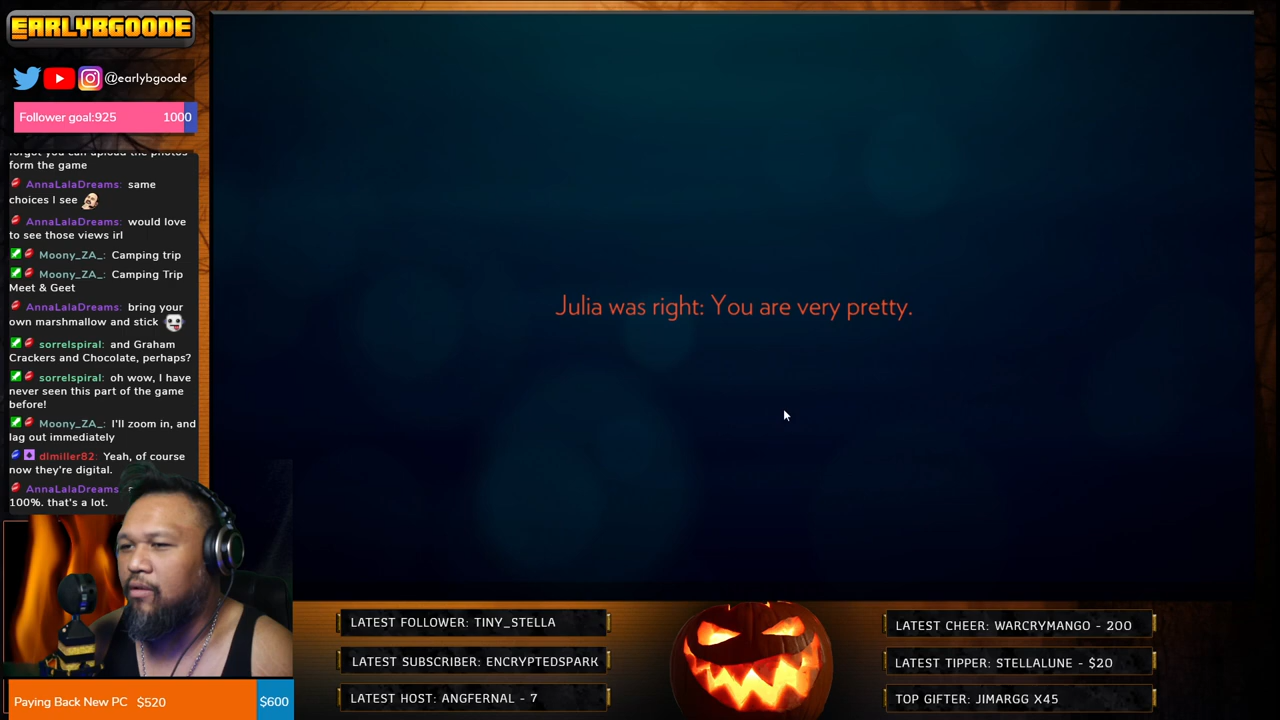 EARLYBGOODE
@earlybgoode
Follower goal:925 1000
form the game
AnnaLalaDreams: same
choices I see
AnnaLalaDreams: would love
to see those views irl
Moony_ZA_: Camping trip
Moony_ZA_: Camping Trip
Meet & Geet
AnnaLalaDreams: bring your
own marshmallow and stick
sorrelspiral: and Graham
Crackers and Chocolate, perhaps?
sorrelspiral: oh wow, I have
never seen this part of the game
before!
Moony_ZA_: I'll zoom in, and
lag out immediately
dlmiller82: Yeah, of course
now they're digital.
AnnaLalaDreams
100%. that's a lot.
Julia was right: You are very pretty.
Paying Back New PC $520 $600
LATEST FOLLOWER: TINY_STELLA
LATEST SUBSCRIBER: ENCRYPTEDSPARK
LATEST HOST: ANGFERNAL - 7
LATEST CHEER: WARCRYMANGO - 200
LATEST TIPPER: STELLALUNE - $20
TOP GIFTER: JIMARGG X45